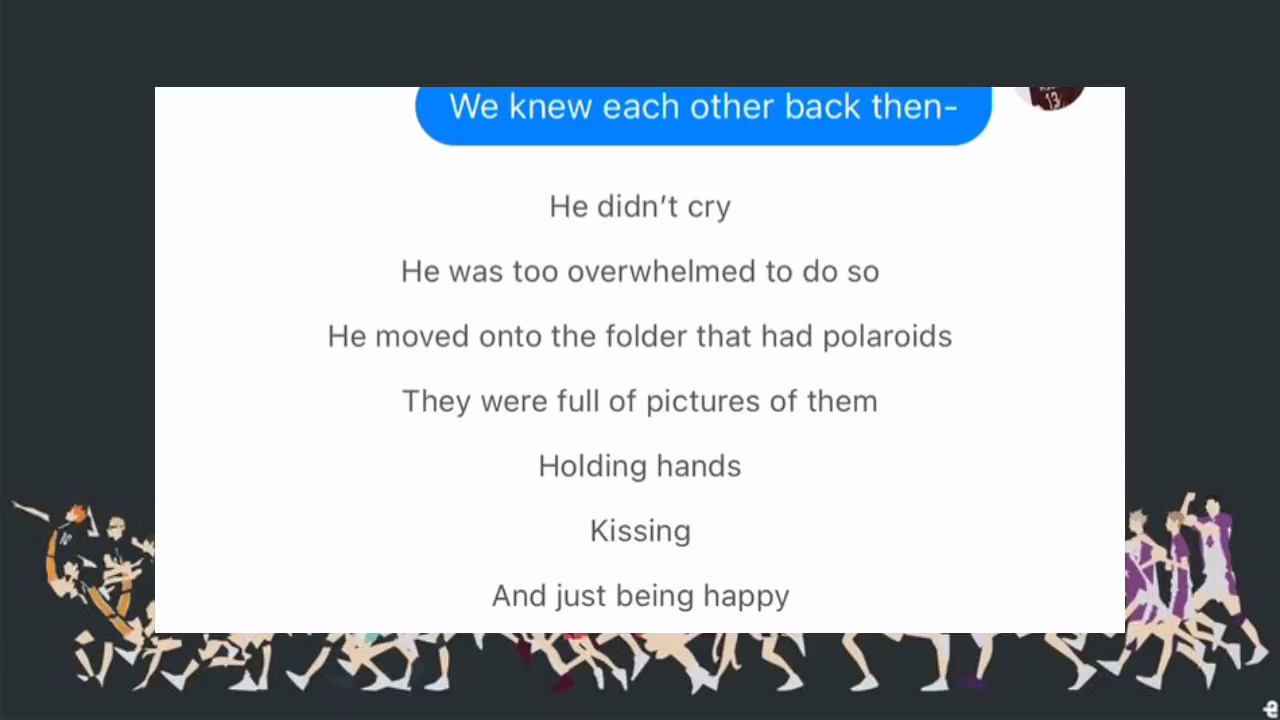 We knew each other back then-
13
He didn’t cry
He was too overwhelmed to do so
He moved onto the folder that had polaroids
They were full of pictures of them
Holding hands
Kissing
And just being happy